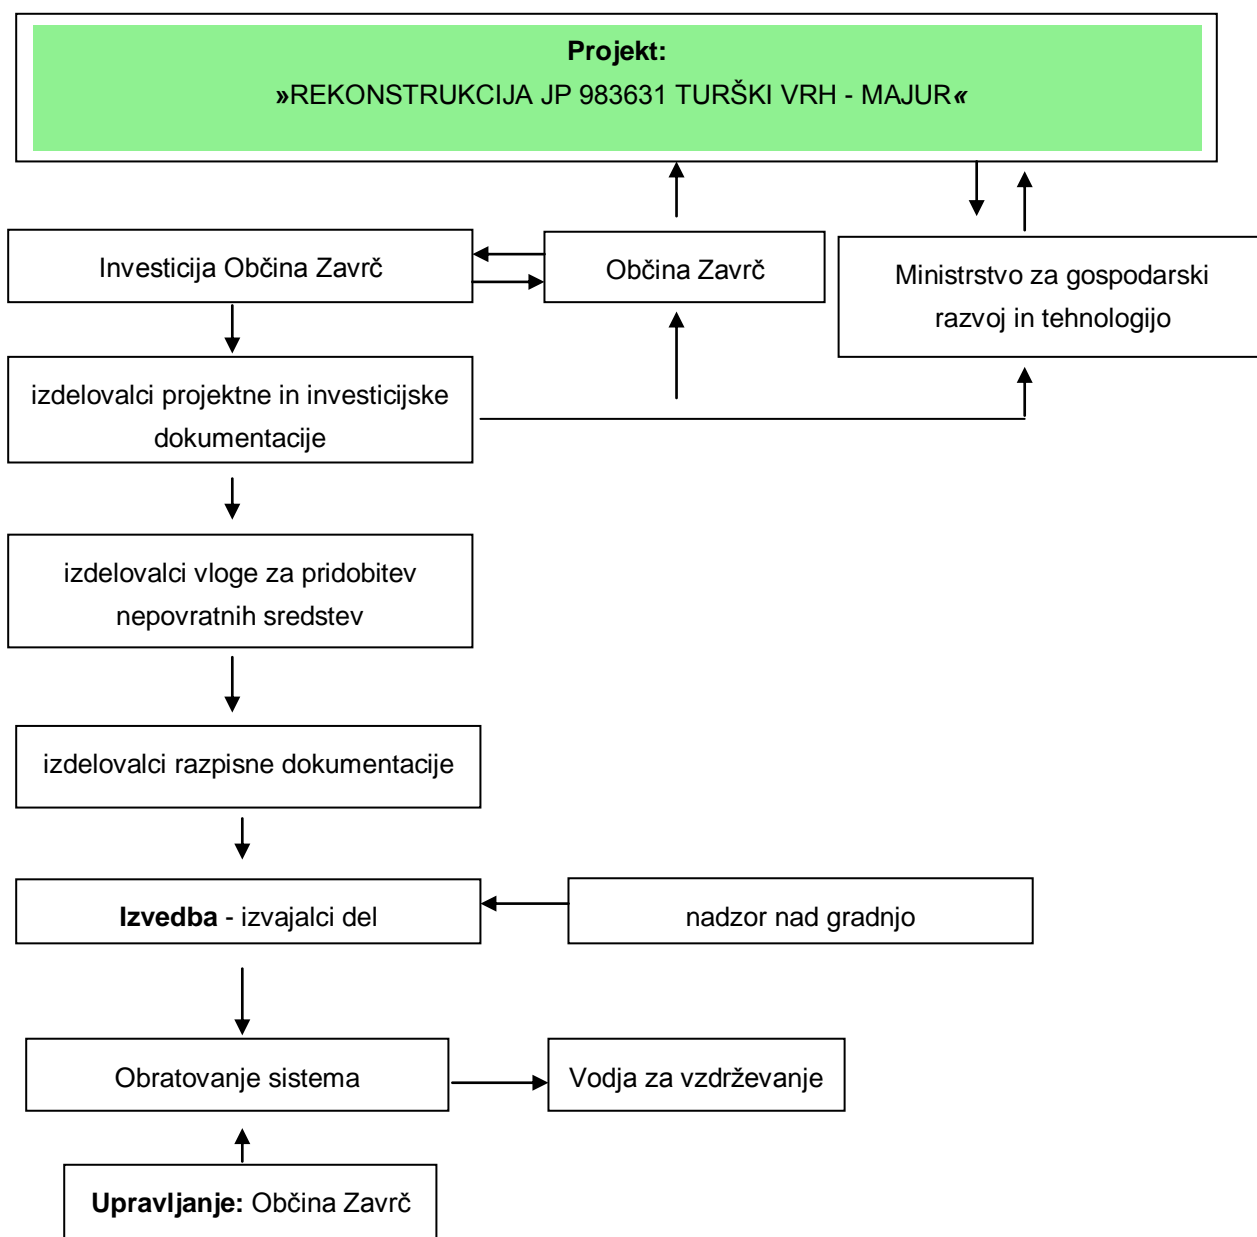 Projekt:
»REKONSTRUKCIJA JP 983631 TURŠKI VRH - MAJUR«
Investicija Občina Zavrč
Občina Zavrč
Ministrstvo za gospodarski
razvoj in tehnologijo
izdelovalci projektne in investicijske
dokumentacije
izdelovalci vloge za pridobitev
nepovratnih sredstev
izdelovalci razpisne dokumentacije
Izvedba - izvajalci del
nadzor nad gradnjo
Obratovanje sistema
Vodja za vzdrževanje
Upravljanje: Občina Zavrč